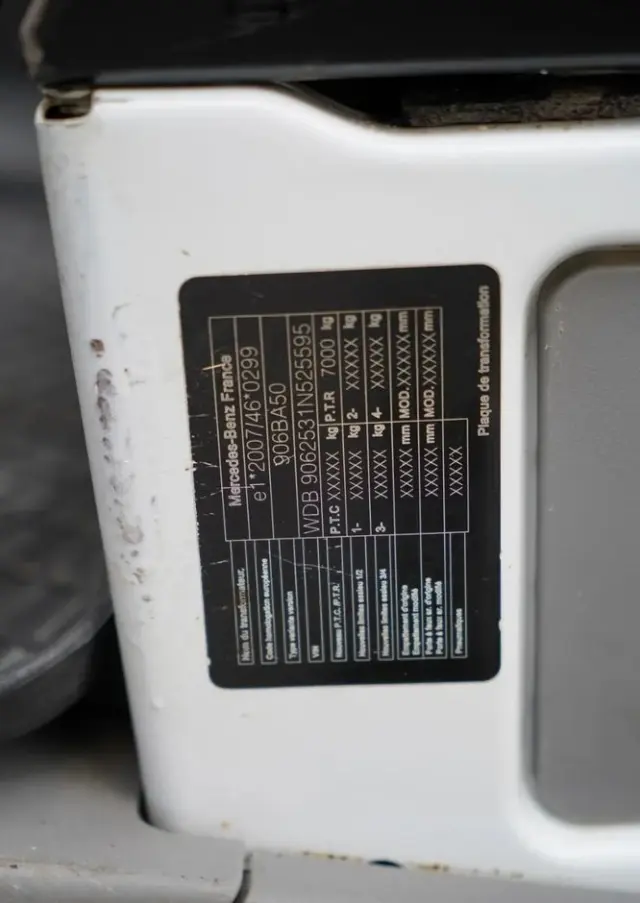 Nom du transformateur. Mercedes-Benz France
Code homologation européenne e1*2007/46*0299
Type variante version 906BA50
VIN WDB 9062531N525595
Nouveau P.T.C./P.T.R. P.T.C XXXXX kg P.T.R 7000 kg
Nouvelles limites essieu 1/2 1- XXXXX kg 2- XXXXX kg
Nouvelles limites essieu 3/4 3- XXXXX kg 4- XXXXX kg
Empattement d'origine
Empattement modifié XXXXX mm MOD. XXXXX mm
Porte à faux ar. d'origine
Porte à faux ar. modifié XXXXX mm MOD. XXXXX mm
Pneumatiques XXXXX
Plaque de transformation